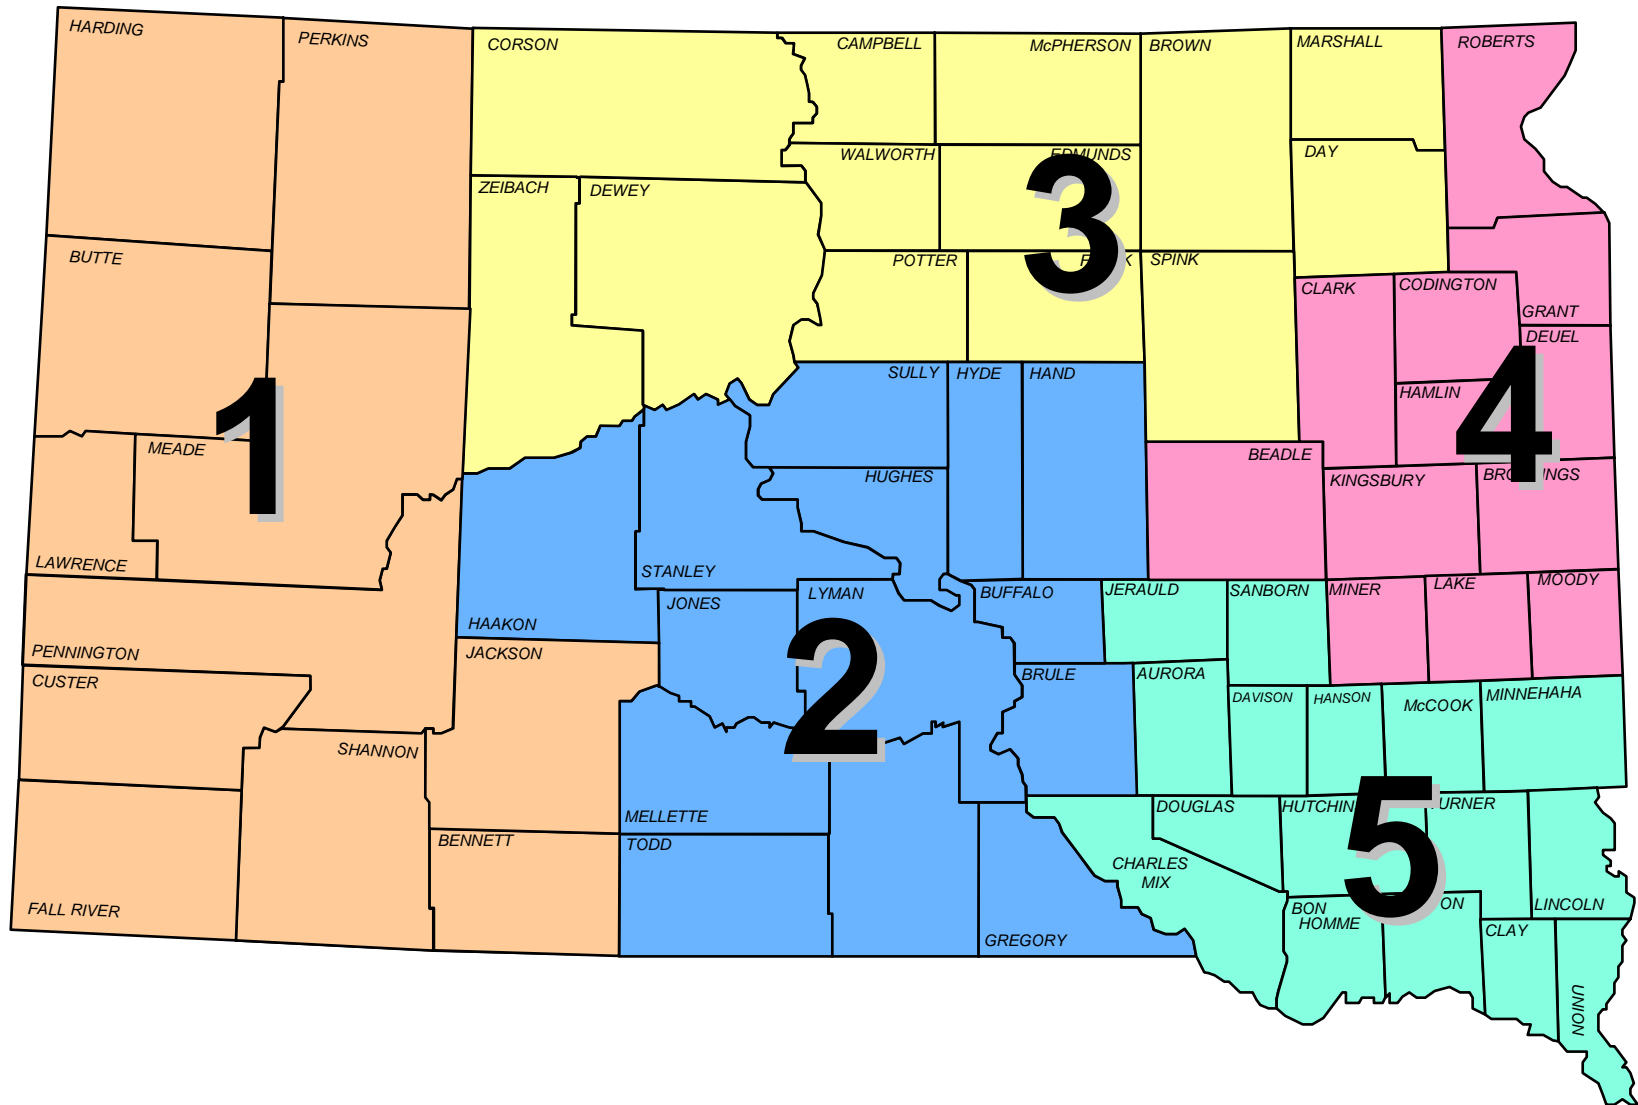 HARDING
PERKINS
CORSON
CAMPBELL
McPHERSON
BROWN
MARSHALL
ROBERTS
WALWORTH
EDMUNDS
DAY
ZEIBACH
DEWEY
3
BUTTE
POTTER
SPINK
CLARK
CODINGTON
GRANT
DEUEL
SULLY
HYDE
HAND
HAMLIN
4
1
MEADE
BEADLE
HUGHES
KINGSBURY
LAWRENCE
STANLEY
JONES
LYMAN
BUFFALO
JERAULD
SANBORN
MINER
LAKE
MOODY
HAAKON
PENNINGTON
JACKSON
2
CUSTER
BRULE
AURORA
DAVISON
HANSON
McCOOK
MINNEHAHA
SHANNON
MELLETTE
DOUGLAS
5
BENNETT
TODD
CHARLES
MIX
FALL RIVER
BON
HOMME
LINCOLN
GREGORY
CLAY
UNION